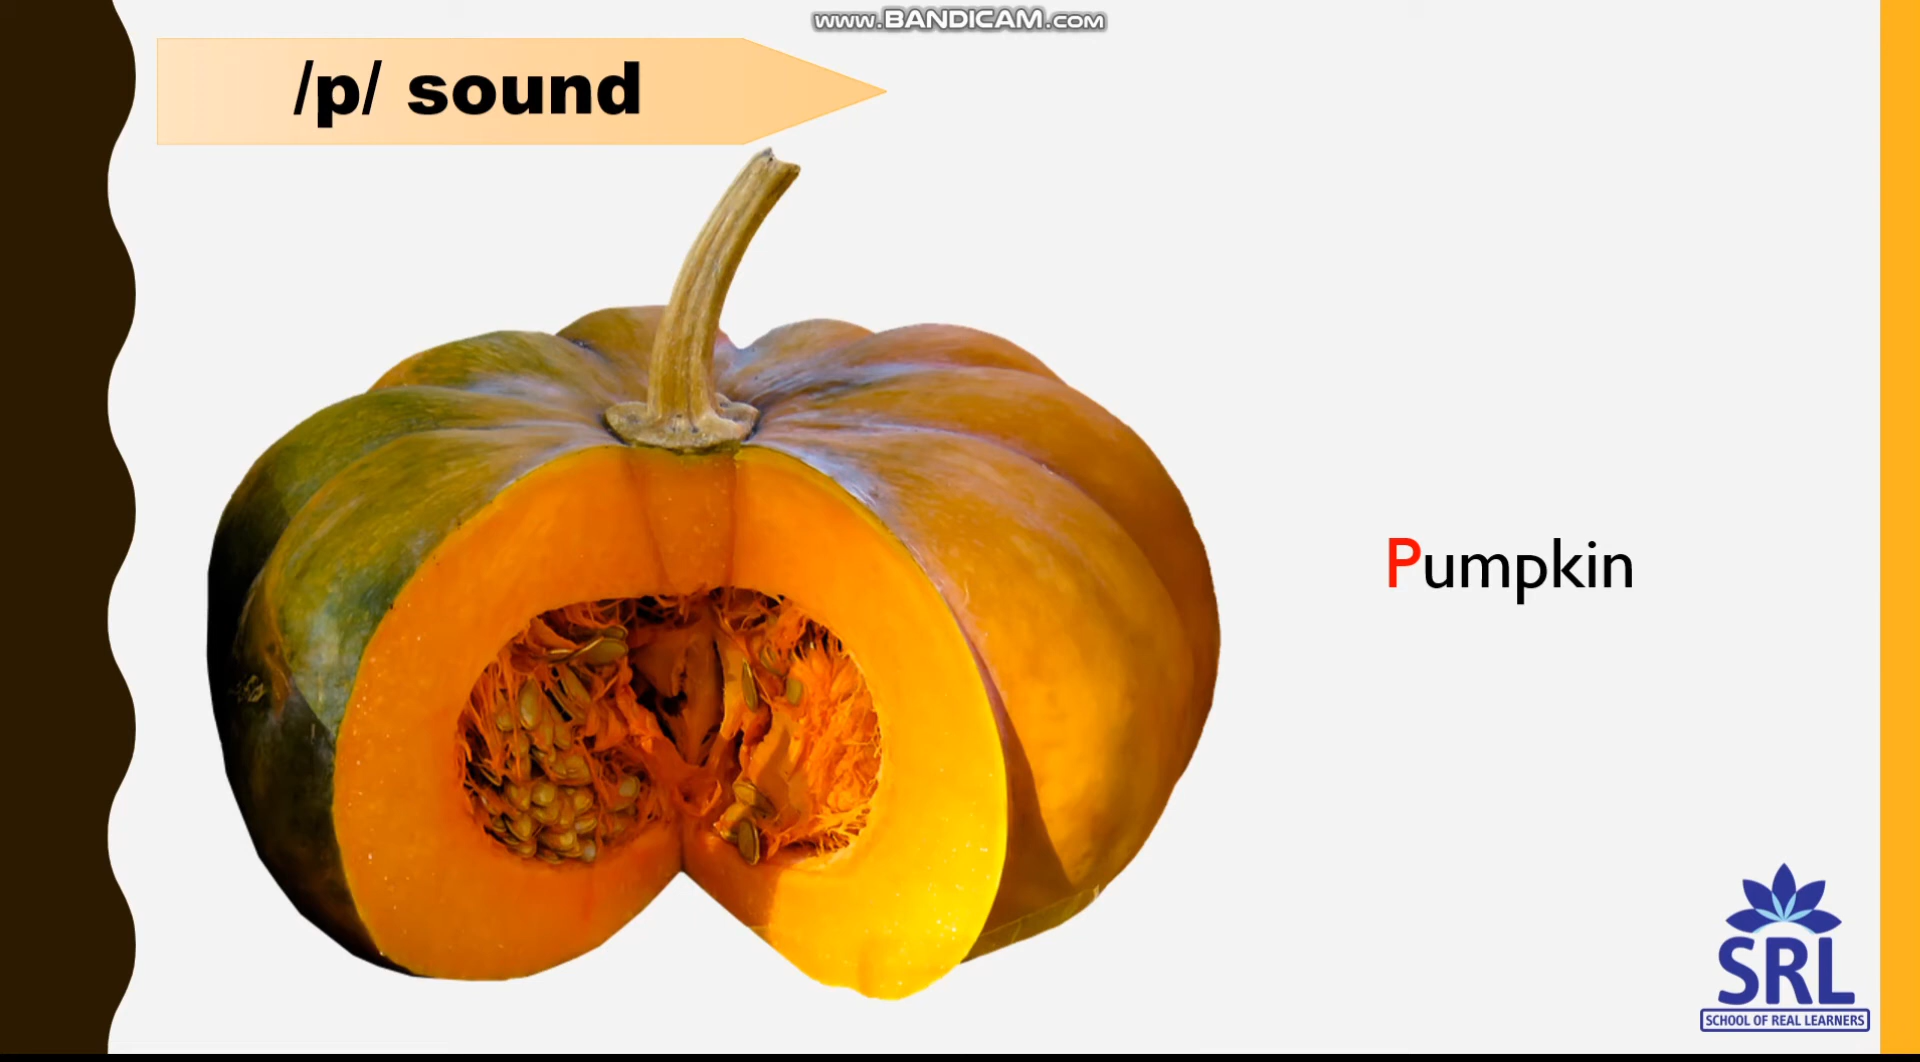 www.BANDICAM.com
/p/ sound
Pumpkin
SRL
SCHOOL OF REAL LEARNERS